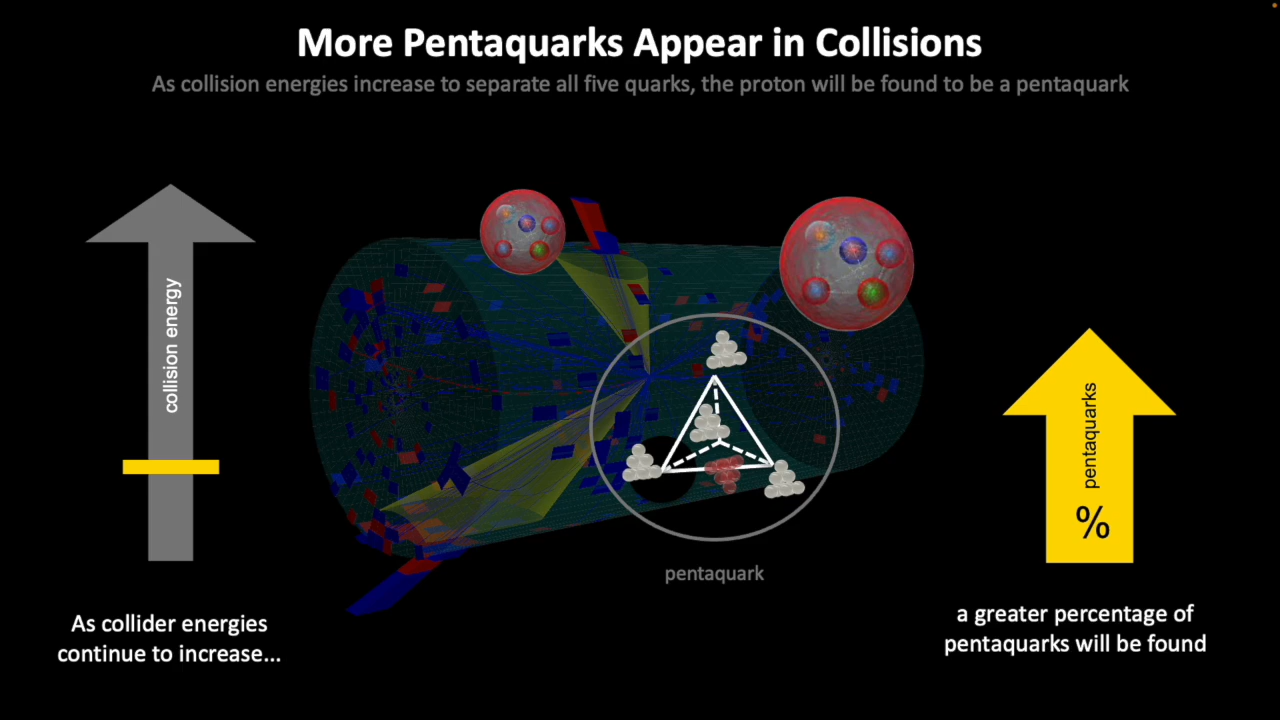 More Pentaquarks Appear in Collisions
As collision energies increase to separate all five quarks, the proton will be found to be a pentaquark
collision energy
pentaquarks
%
pentaquark
As collider energies
continue to increase...
a greater percentage of
pentaquarks will be found